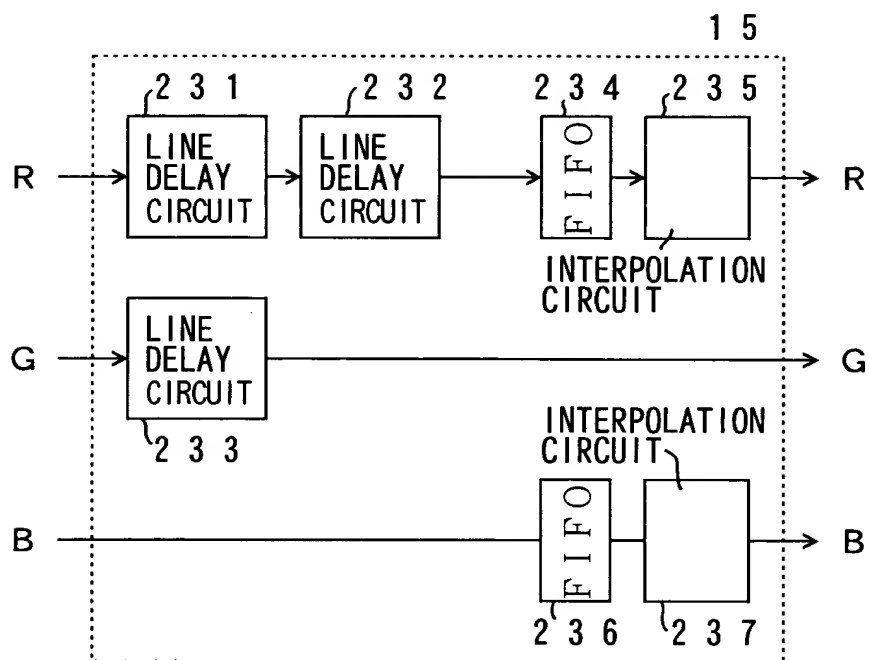 1 5
2 3 1
2 3 2
2 3 4
2 3 5
R
LINE
DELAY
CIRCUIT
LINE
DELAY
CIRCUIT
FIFO
R
INTERPOLATION
CIRCUIT
G
LINE
DELAY
CIRCUIT
G
2 3 3
INTERPOLATION
CIRCUIT
B
FIFO
B
2 3 6
2 3 7